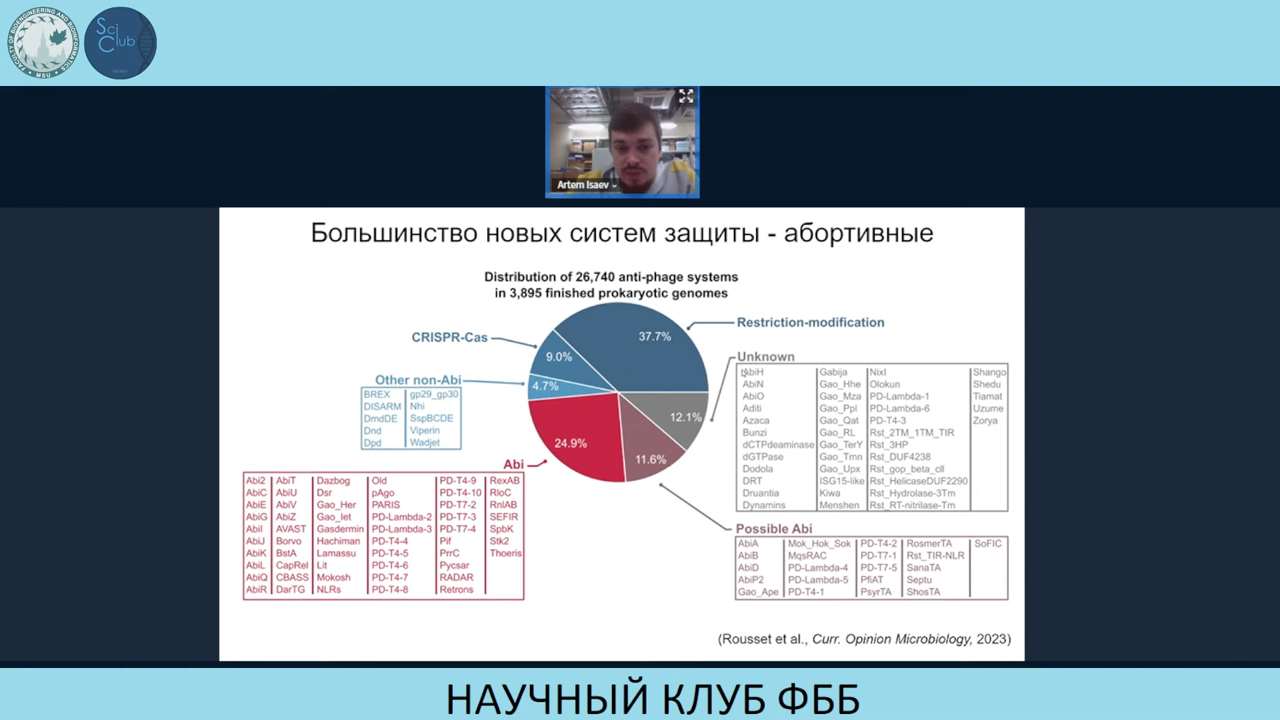 FACULTY OF BIOENGINEERING AND BIOINFORMATICS
MSU
Sci
Club
Artem Isaev
Большинство новых систем защиты - абортивные
Distribution of 26,740 anti-phage systems
in 3,895 finished prokaryotic genomes
CRISPR-Cas
37.7%
Restriction-modification
9.0%
Other non-Abi
4.7%
BREX gp29_gp30
DISARM Nhi
DmdDE SspBCDE
Dnd Viperin
Dpd Wadjet
Unknown
12.1%
AbiH Gabija Nixl Shango
AbiN Gao_Hhe Olokun Shedu
AbiO Gao_Mza PD-Lambda-1 Tiamat
Aditi Gao_Ppl PD-Lambda-6 Uzume
Azaca Gao_Qat PD-T4-3 Zorya
Bunzi Gao_RL Rst_2TM_1TM_TIR
dCTPdeaminase Gao_TerY Rst_3HP
dGTPase Gao_Tmn Rst_DUF4238
Dodola Gao_Upx Rst_gop_beta_cll
DRT ISG15-like Rst_HelicaseDUF2290
Druantia Kiwa Rst_Hydrolase-3Tm
Dynamins Menshen Rst_RT-nitrilase-Tm
24.9%
11.6%
Abi
Abi2 AbiT Dazbog Old PD-T4-9 RexAB
AbiC AbiU Dsr pAgo PD-T4-10 RloC
AbiE AbiV Gao_Her PARIS PD-T7-2 RnlAB
AbiG AbiZ Gao_let PD-Lambda-2 PD-T7-3 SEFIR
AbiI AVAST Gasdermin PD-Lambda-3 PD-T7-4 SpbK
AbiJ Borvo Hachiman PD-T4-4 Pif Stk2
AbiK BstA Lamassu PD-T4-5 PrrC Thoeris
AbiL CapRel Lit PD-T4-6 Pycsar
AbiQ CBASS Mokosh PD-T4-7 RADAR
AbiR DarTG NLRs PD-T4-8 Retrons
Possible Abi
AbiA Mok_Hok_Sok PD-T4-2 RosmerTA SoFIC
AbiB MqsRAC PD-T7-1 Rst_TIR-NLR
AbiD PD-Lambda-4 PD-T7-5 SanaTA
AbiP2 PD-Lambda-5 PfiAT Septu
Gao_Ape PD-T4-1 PsyrTA ShosTA
(Rousset et al., Curr. Opinion Microbiology, 2023)
НАУЧНЫЙ КЛУБ ФББ